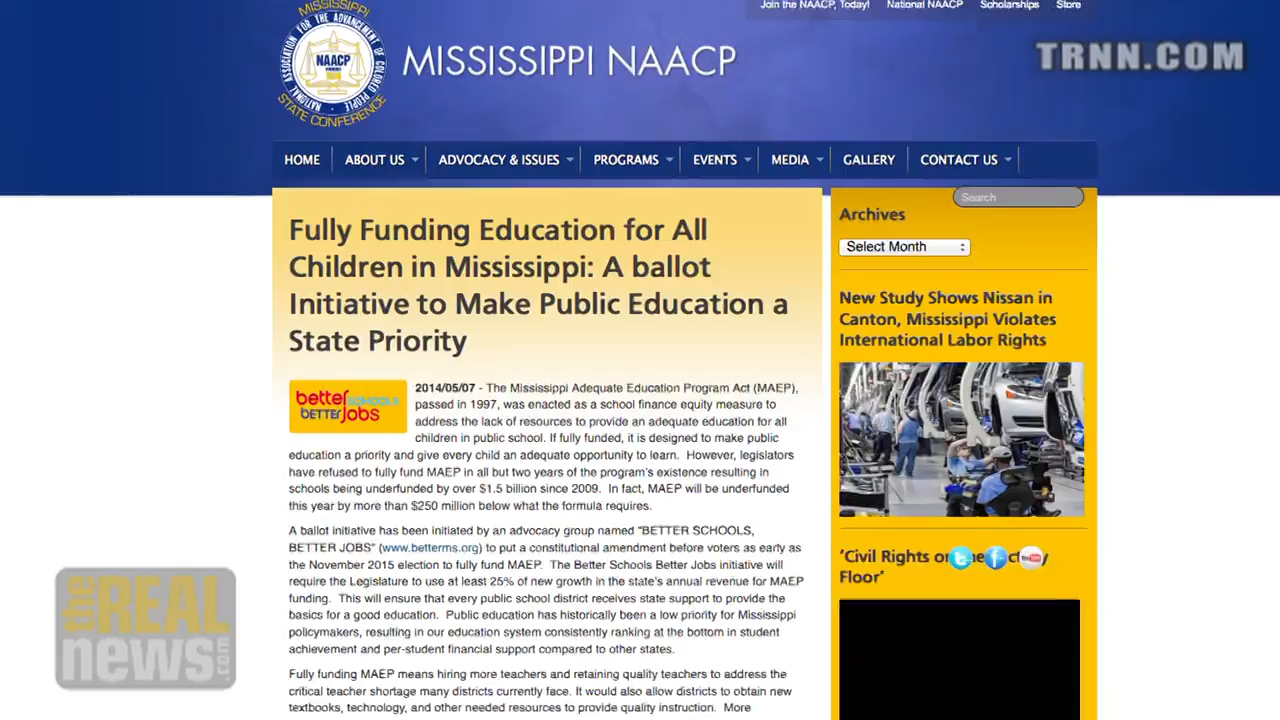 Join the NAACP, Today!
National NAACP
Scholarships
Store
MISSISSIPPI
NATIONAL ASSOCIATION FOR THE ADVANCEMENT OF COLORED PEOPLE
NAACP
STATE CONFERENCE
MISSISSIPPI NAACP
TRNN.COM
HOME
ABOUT US
ADVOCACY & ISSUES
PROGRAMS
EVENTS
MEDIA
GALLERY
CONTACT US
Fully Funding Education for All
Children in Mississippi: A ballot
Initiative to Make Public Education a
State Priority
better SCHOOLS
BETTER JOBS
2014/05/07 - The Mississippi Adequate Education Program Act (MAEP),
passed in 1997, was enacted as a school finance equity measure to
address the lack of resources to provide an adequate education for all
children in public school. If fully funded, it is designed to make public
education a priority and give every child an adequate opportunity to learn. However, legislators
have refused to fully fund MAEP in all but two years of the program's existence resulting in
schools being underfunded by over $1.5 billion since 2009. In fact, MAEP will be underfunded
this year by more than $250 million below what the formula requires.
A ballot initiative has been initiated by an advocacy group named "BETTER SCHOOLS,
BETTER JOBS" (www.betterms.org) to put a constitutional amendment before voters as early as
the November 2015 election to fully fund MAEP. The Better Schools Better Jobs initiative will
require the Legislature to use at least 25% of new growth in the state's annual revenue for MAEP
funding. This will ensure that every public school district receives state support to provide the
basics for a good education. Public education has historically been a low priority for Mississippi
policymakers, resulting in our education system consistently ranking at the bottom in student
achievement and per-student financial support compared to other states.
Fully funding MAEP means hiring more teachers and retaining quality teachers to address the
critical teacher shortage many districts currently face. It would also allow districts to obtain new
textbooks, technology, and other needed resources to provide quality instruction. More
Search
Archives
Select Month
New Study Shows Nissan in
Canton, Mississippi Violates
International Labor Rights
'Civil Rights on
Floor'
the REAL
news.com